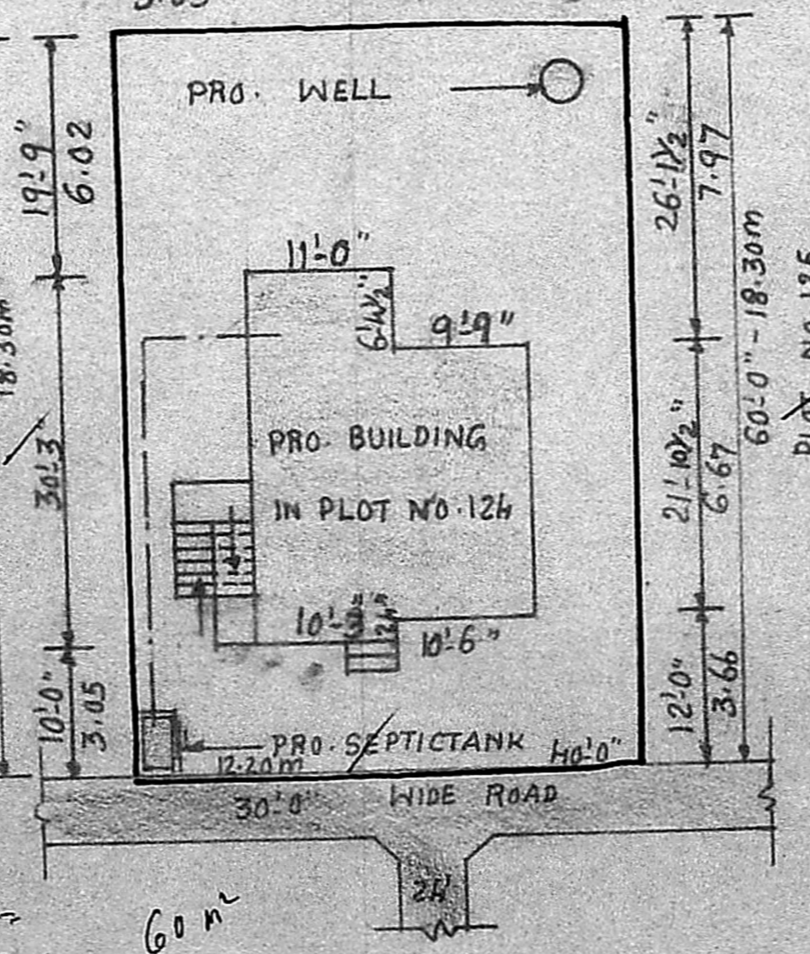 PRO. WELL
19'-9"
6.02
26'-1½"
7.97
11'-0"
6'-1½"
9'-9"
60'-0" - 18.30m
18.30m
PRO. BUILDING
IN PLOT NO.124
30'-3"
21'-10½"
6.67
10'-3"
10'-6"
10'-0"
3.05
12'-0"
3.66
PRO. SEPTICTANK
12.20m
40'-0"
30'-0" WIDE ROAD
24'
60 m²